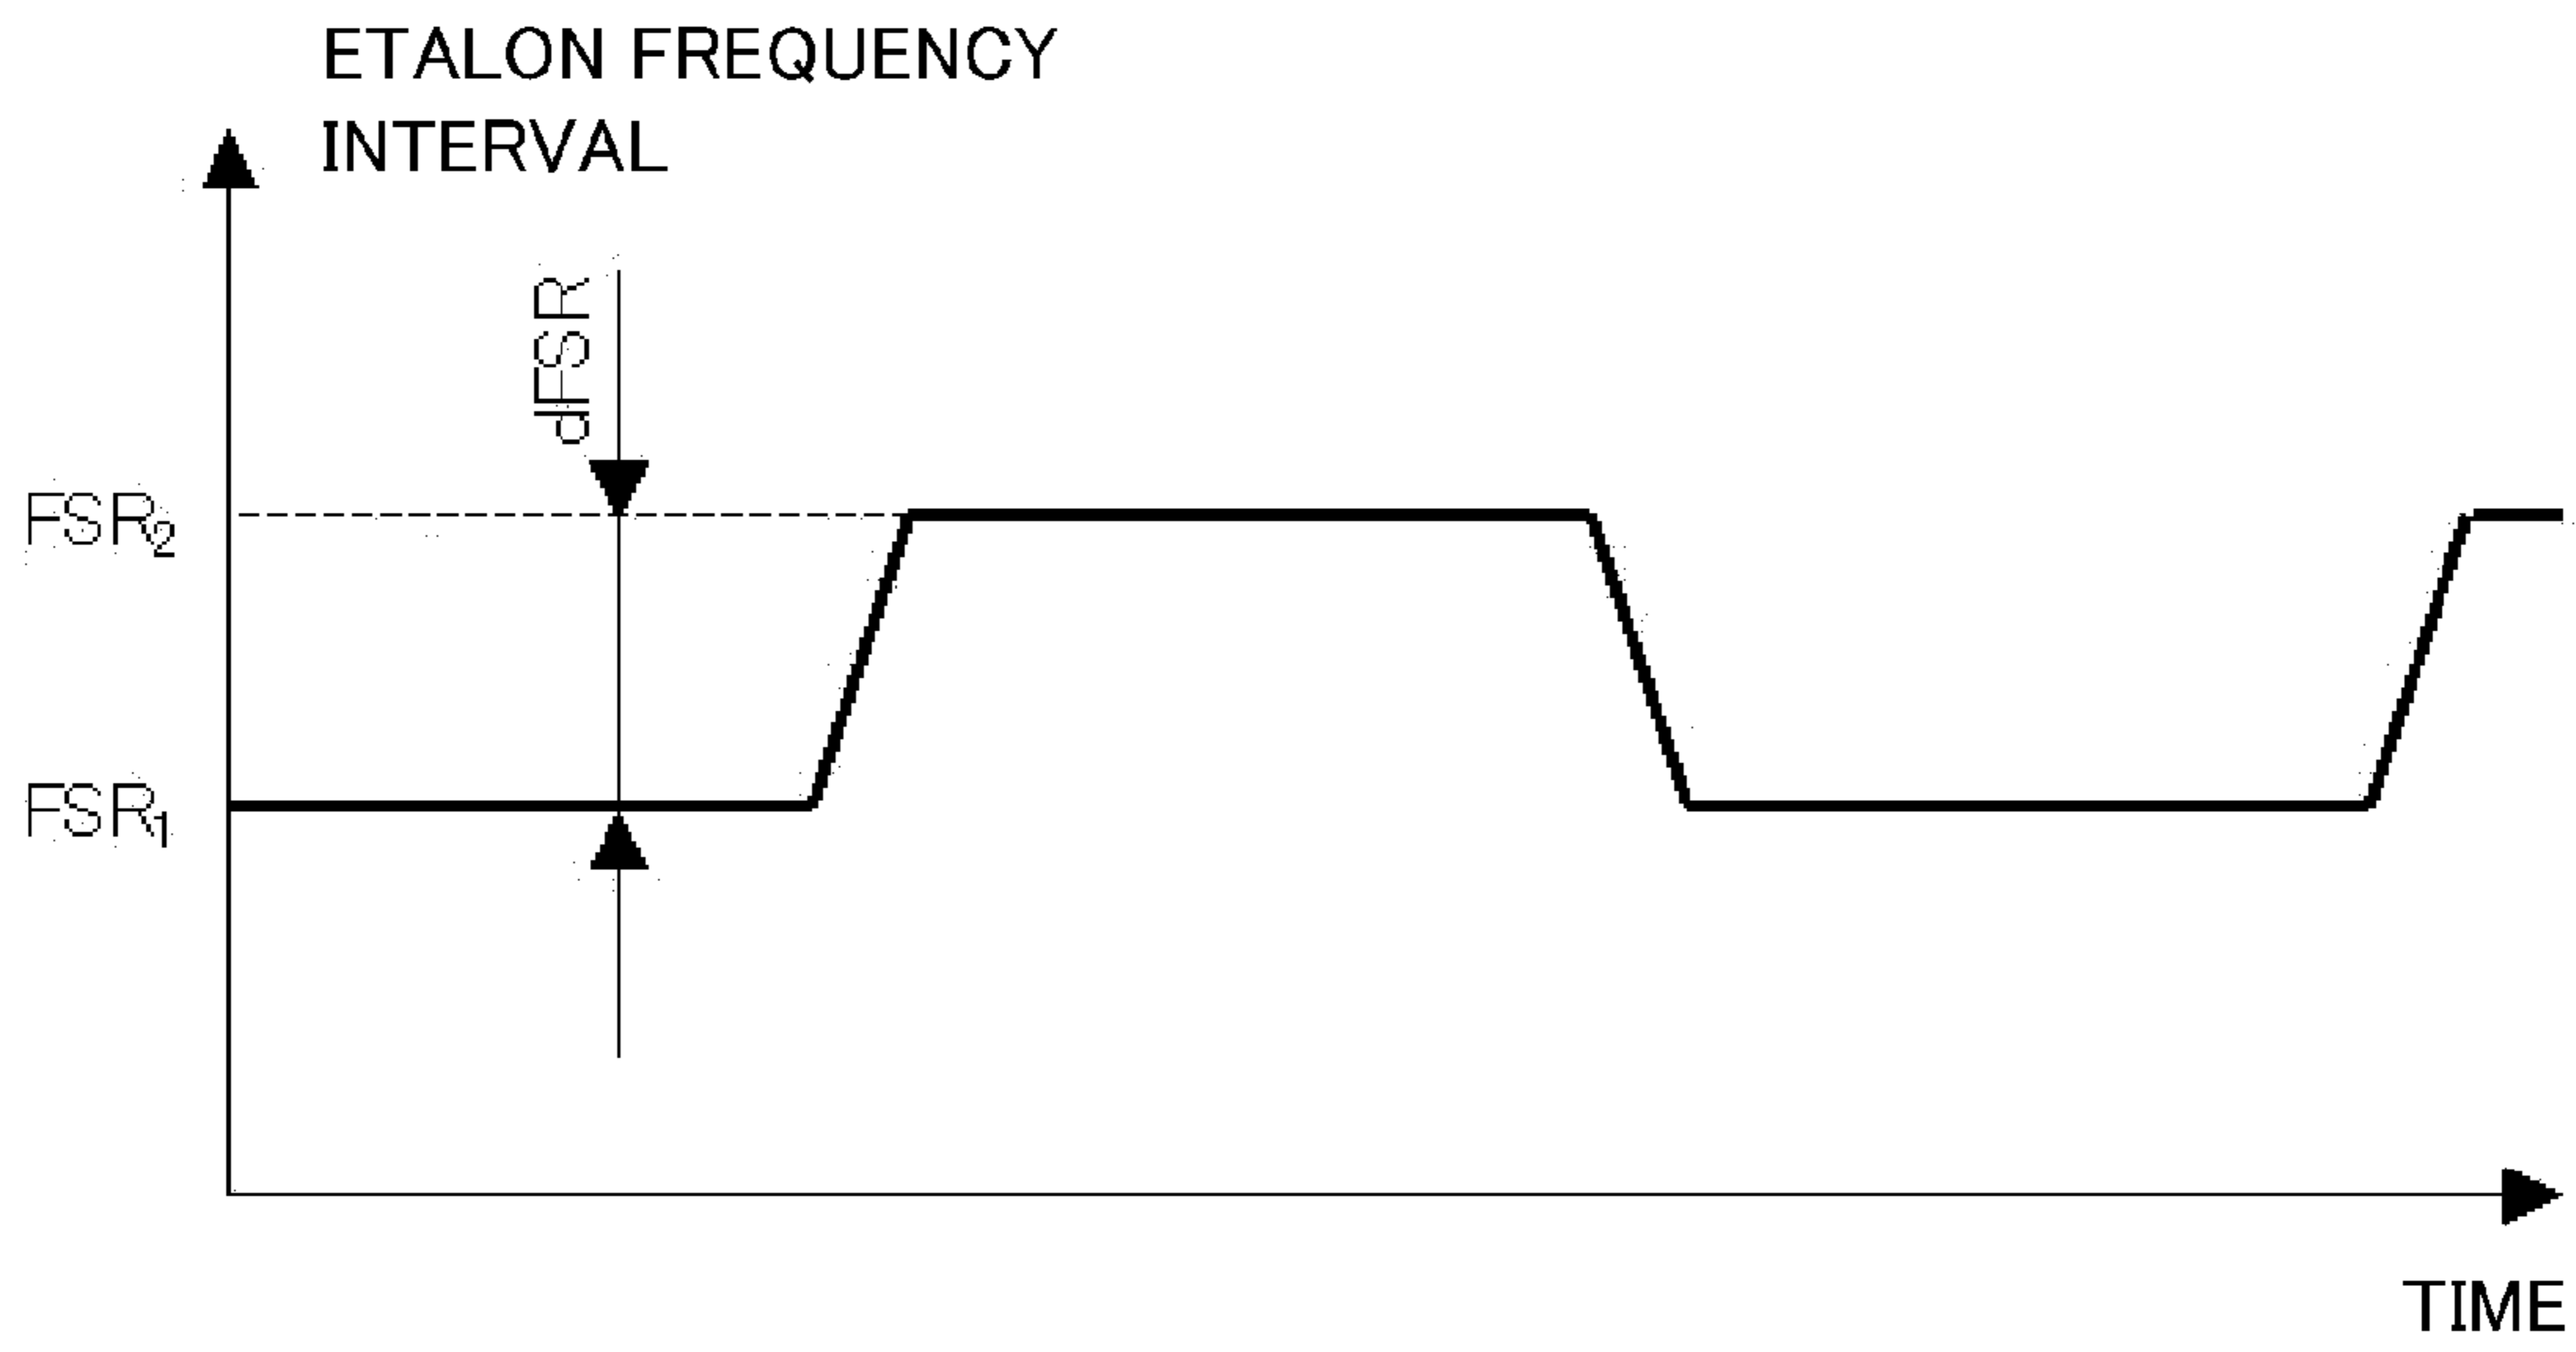 ETALON FREQUENCY
INTERVAL
dFSR
FSR₂
FSR₁
TIME